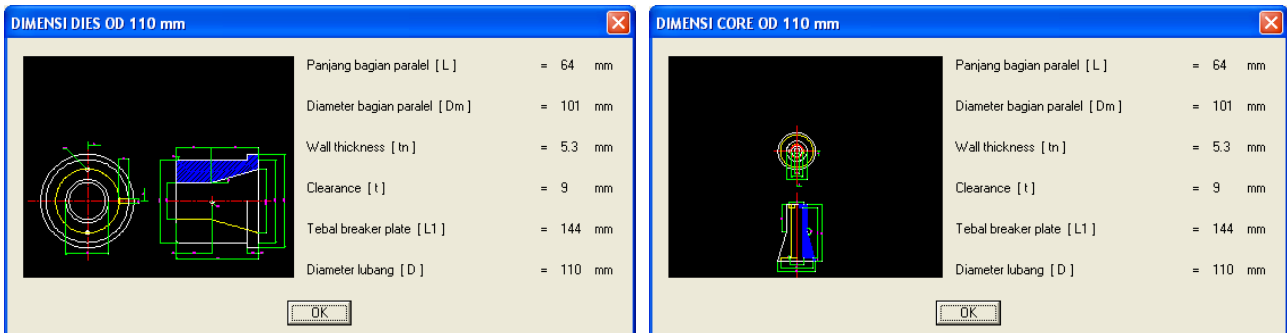 DIMENSI DIES OD 110 mm
Panjang bagian paralel [ L ] = 64 mm
Diameter bagian paralel [ Dm ] = 101 mm
Wall thickness [ tn ] = 5.3 mm
Clearance [ t ] = 9 mm
Tebal breaker plate [ L1 ] = 144 mm
Diameter lubang [ D ] = 110 mm
OK
DIMENSI CORE OD 110 mm
Panjang bagian paralel [ L ] = 64 mm
Diameter bagian paralel [ Dm ] = 101 mm
Wall thickness [ tn ] = 5.3 mm
Clearance [ t ] = 9 mm
Tebal breaker plate [ L1 ] = 144 mm
Diameter lubang [ D ] = 110 mm
OK